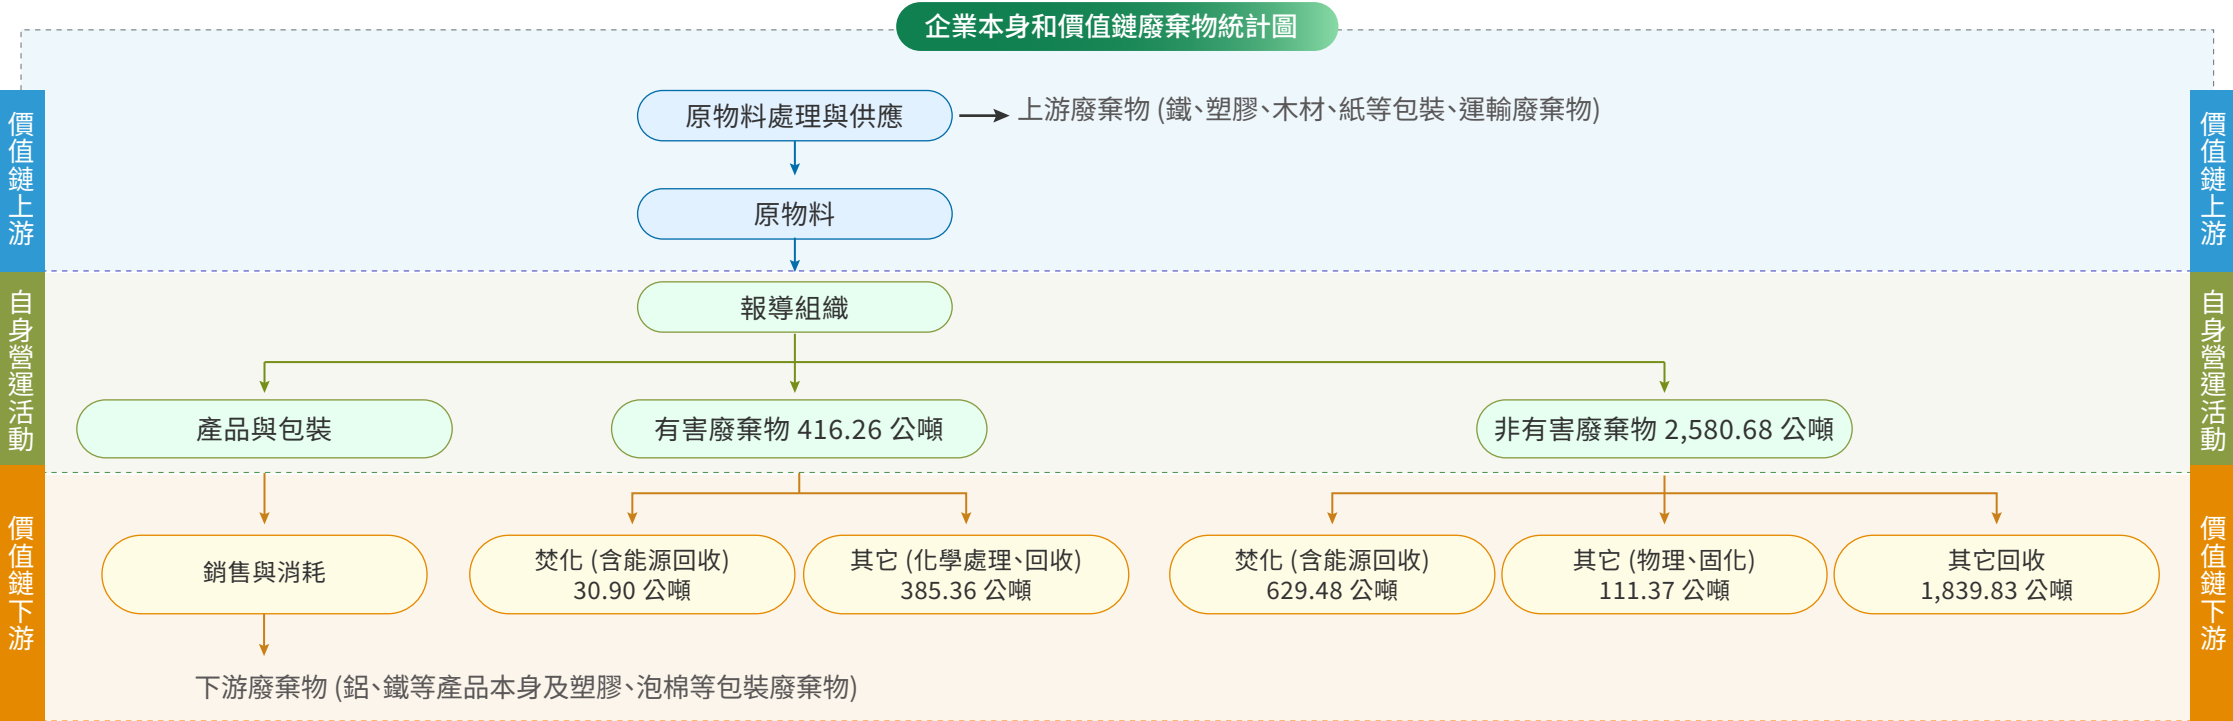 企業本身和價值鏈廢棄物統計圖
價值鏈上游
原物料處理與供應
上游廢棄物 (鐵、塑膠、木材、紙等包裝、運輸廢棄物)
價值鏈上游
原物料
自身營運活動
報導組織
自身營運活動
產品與包裝
有害廢棄物 416.26 公噸
非有害廢棄物 2,580.68 公噸
價值鏈下游
銷售與消耗
焚化 (含能源回收)
30.90 公噸
其它 (化學處理、回收)
385.36 公噸
焚化 (含能源回收)
629.48 公噸
其它 (物理、固化)
111.37 公噸
其它回收
1,839.83 公噸
價值鏈下游
下游廢棄物 (鋁、鐵等產品本身及塑膠、泡棉等包裝廢棄物)